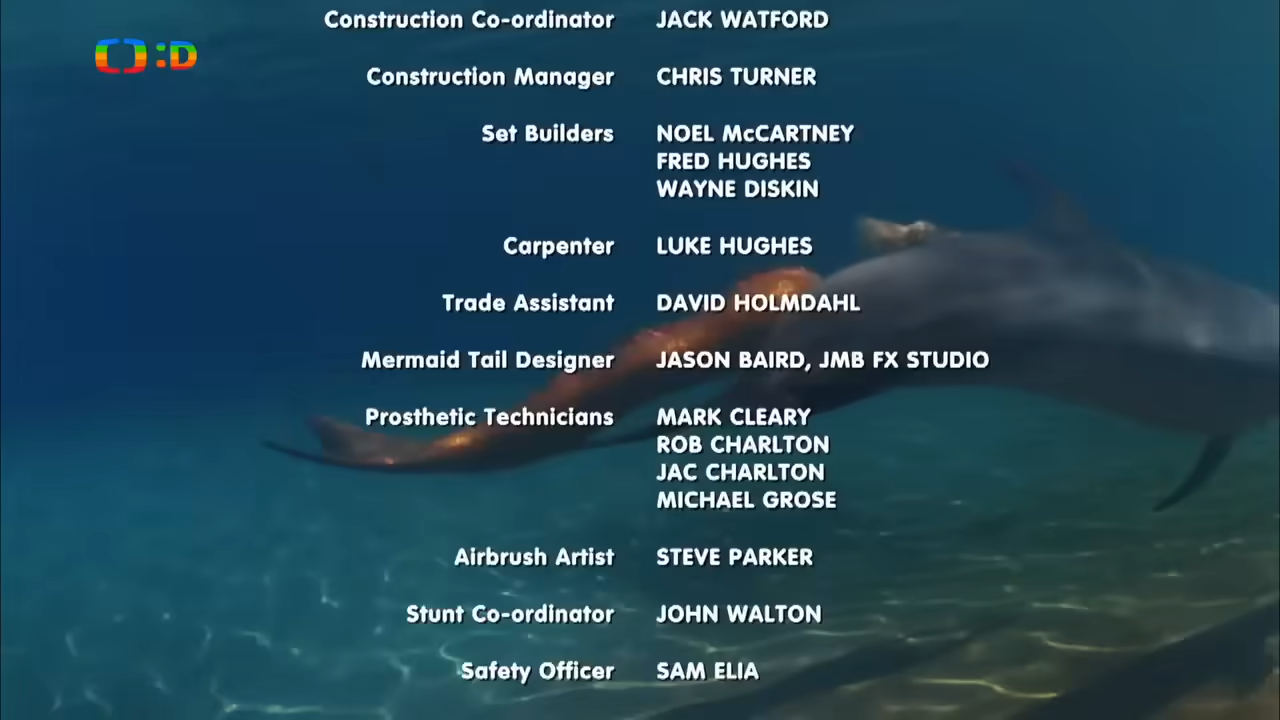 Construction Co-ordinator JACK WATFORD
:D
Construction Manager CHRIS TURNER
Set Builders NOEL McCARTNEY
FRED HUGHES
WAYNE DISKIN
Carpenter LUKE HUGHES
Trade Assistant DAVID HOLMDAHL
Mermaid Tail Designer JASON BAIRD, JMB FX STUDIO
Prosthetic Technicians MARK CLEARY
ROB CHARLTON
JAC CHARLTON
MICHAEL GROSE
Airbrush Artist STEVE PARKER
Stunt Co-ordinator JOHN WALTON
Safety Officer SAM ELIA